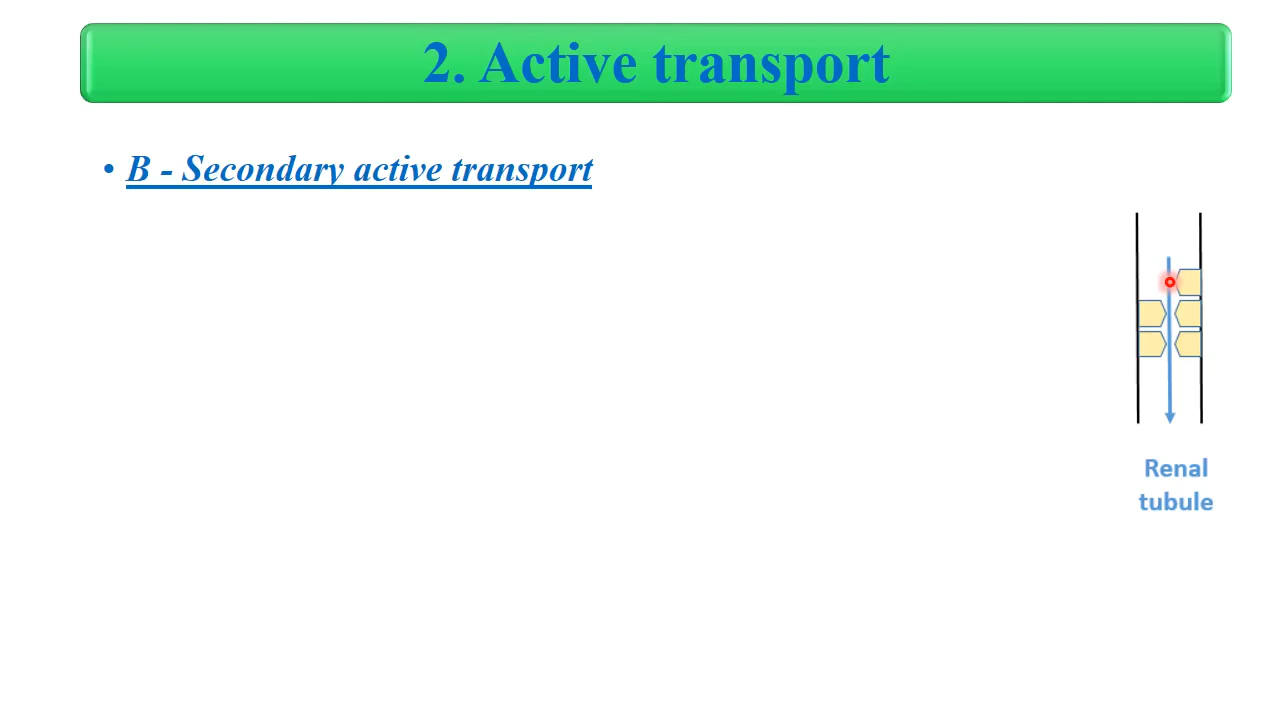 2. Active transport
• B - Secondary active transport
Renal
tubule